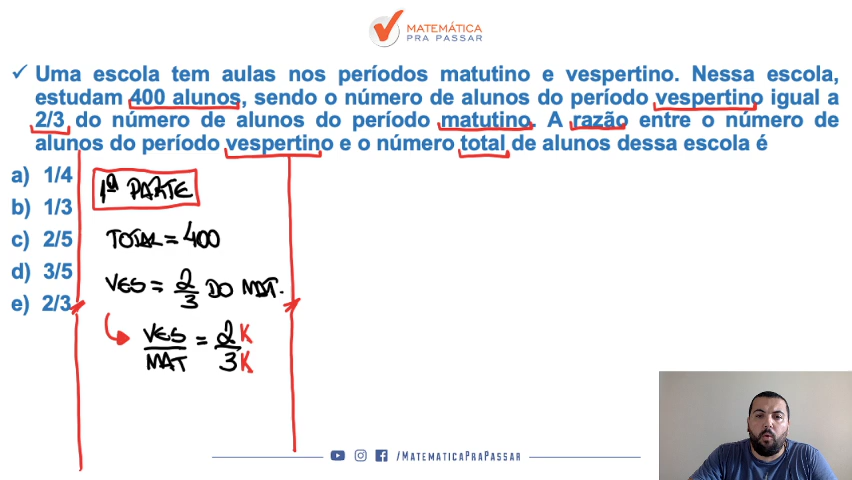 MATEMÁTICA
PRA PASSAR
✓ Uma escola tem aulas nos períodos matutino e vespertino. Nessa escola,
estudam 400 alunos, sendo o número de alunos do período vespertino igual a
2/3 do número de alunos do período matutino. A razão entre o número de
alunos do período vespertino e o número total de alunos dessa escola é
a) 1/4
b) 1/3
c) 2/5
d) 3/5
e) 2/3
1ª PARTE
TOTAL = 400
VES = 2/3 DO MAT.
VES/MAT = 2K/3K
/MATEMATICAPRAPASSAR